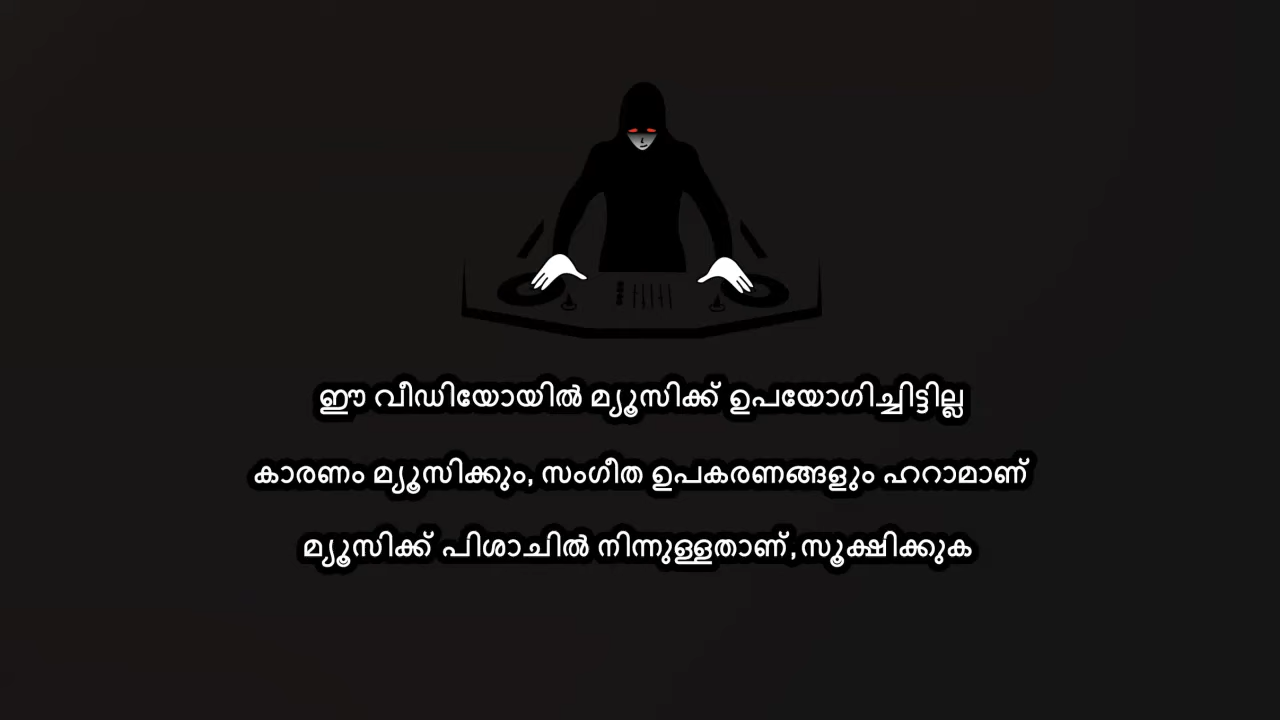 ഈ വീഡിയോയിൽ മ്യൂസിക്ക് ഉപയോഗിച്ചിട്ടില്ല
കാരണം മ്യൂസിക്കും, സംഗീത ഉപകരണങ്ങളും ഹറാമാണ്
മ്യൂസിക്ക് പിശാചിൽ നിന്നുള്ളതാണ്,സൂക്ഷിക്കുക